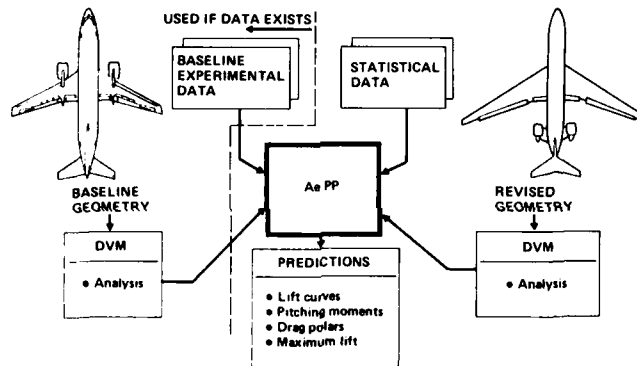 USED IF DATA EXISTS
BASELINE
EXPERIMENTAL
DATA
STATISTICAL
DATA
Ae PP
BASELINE
GEOMETRY
REVISED
GEOMETRY
DVM
• Analysis
PREDICTIONS
• Lift curves
• Pitching moments
• Drag polars
• Maximum lift
DVM
• Analysis